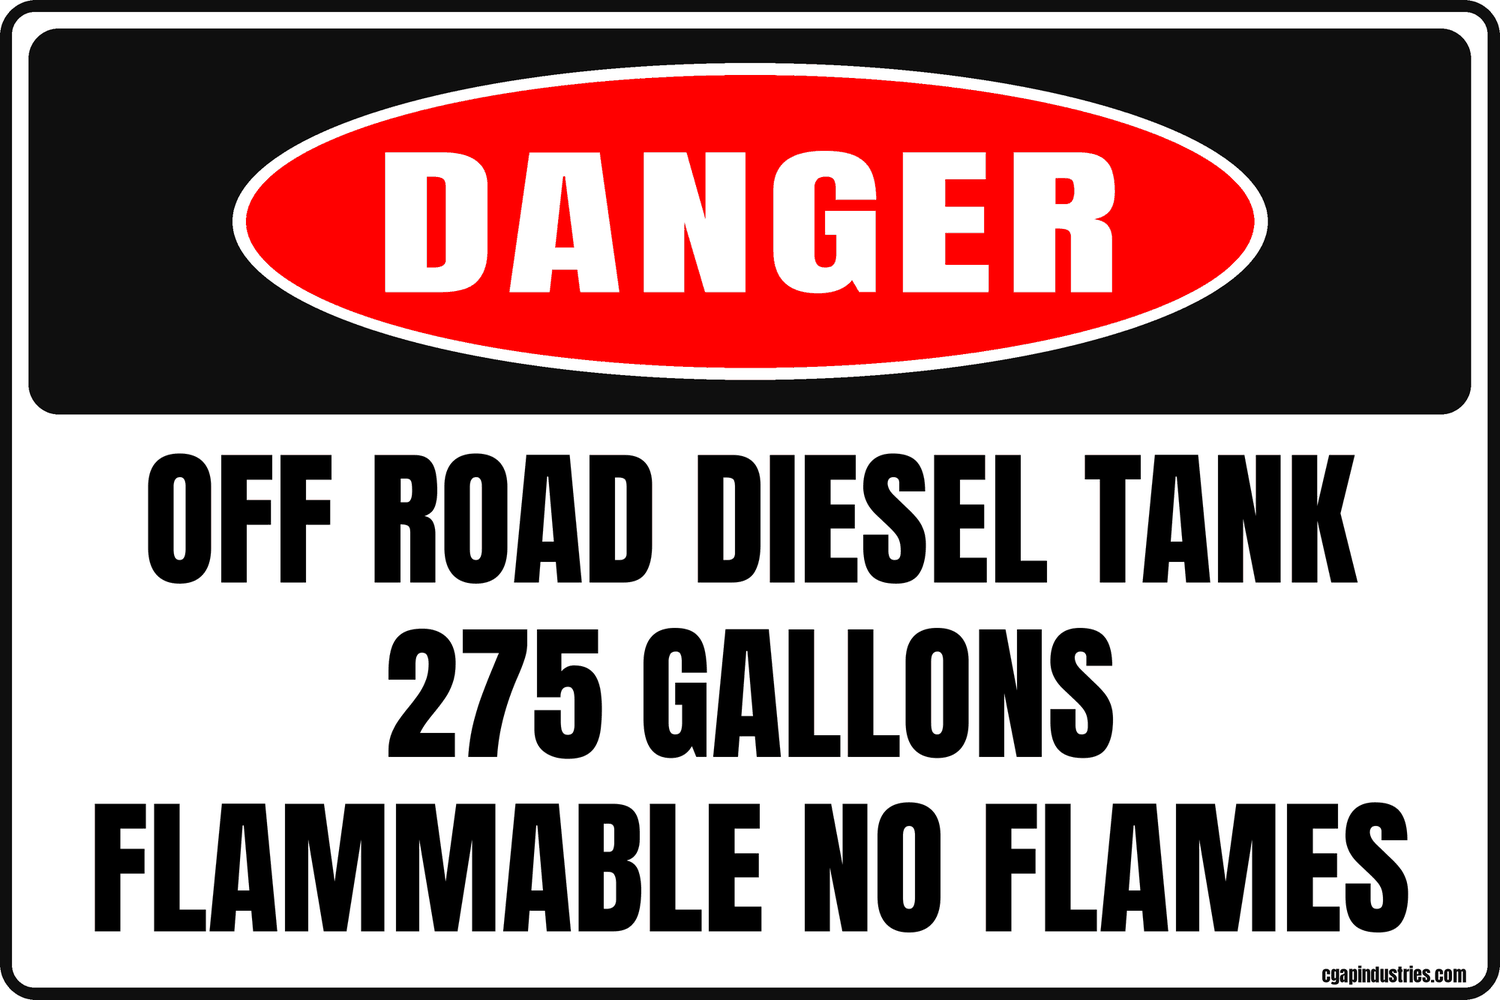 DANGER
OFF ROAD DIESEL TANK
275 GALLONS
FLAMMABLE NO FLAMES
cgapindustries.com